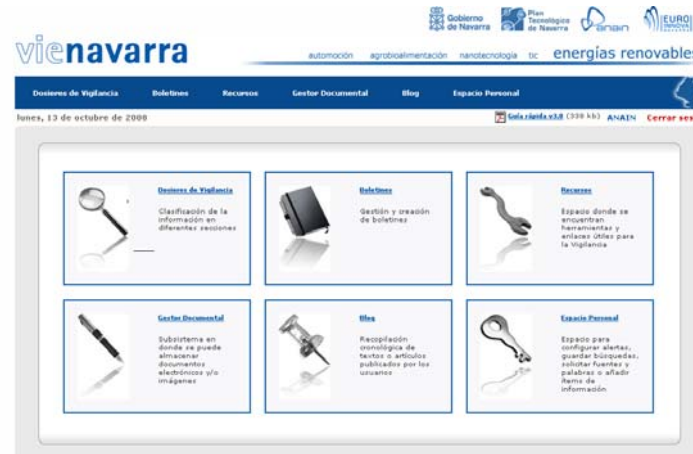 Gobierno de Navarra
Plan Tecnológico de Navarra
anain
EURO
vienavarra
automoción agrobioalimentación nanotecnología tic energías renovables
Dosieres de Vigilancia Boletines Recursos Gestor Documental Blog Espacio Personal
lunes, 13 de octubre de 2008 Guía rápida v3.0 (330 kb) ANAIN Cerrar ses
Dosieres de Vigilancia
Clasificación de la
información en
diferentes secciones
Boletines
Gestión y creación
de boletines
Recursos
Espacio donde se
encuentran
herramientas y
enlaces útiles para
la Vigilancia
Gestor Documental
Subsistema en
donde se puede
almacenar
documentos
electrónicos y/o
imágenes
Blog
Recopilación
cronológica de
textos o artículos
publicados por los
usuarios
Espacio Personal
Espacio para
configurar alertas,
guardar búsquedas,
solicitar fuentes y
palabras o añadir
ítems de
información